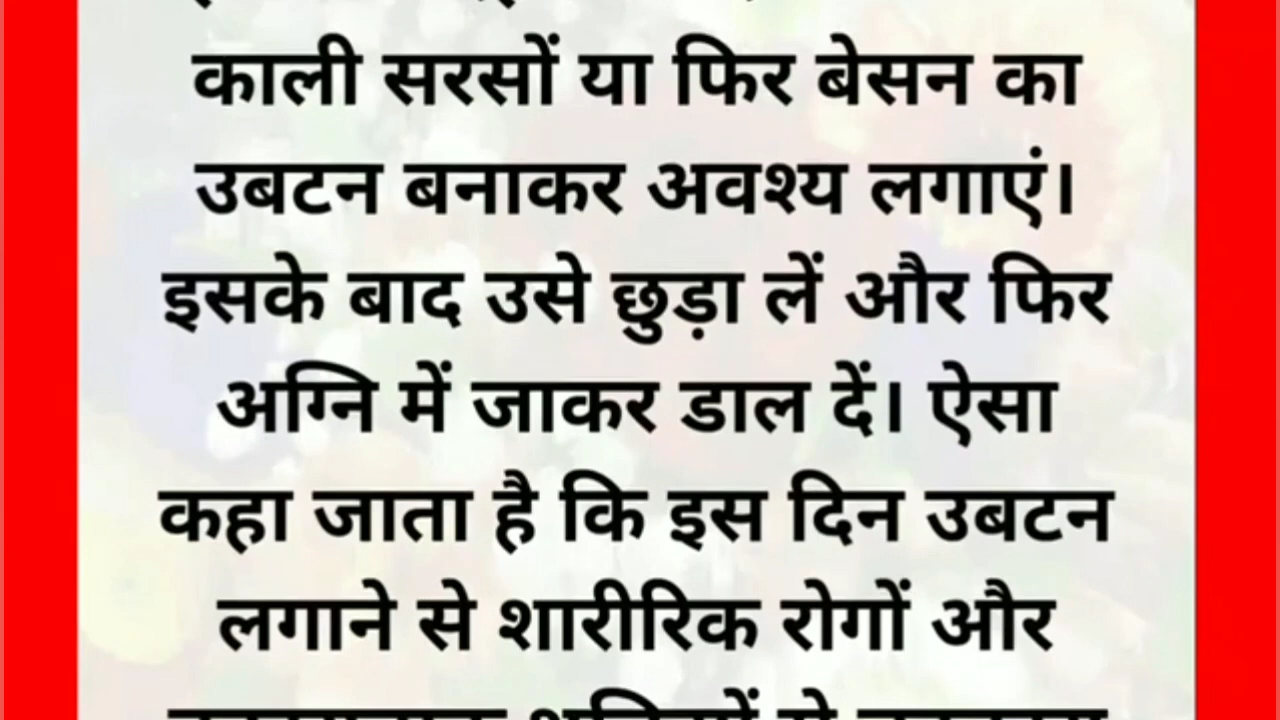 काली सरसों या फिर बेसन का
उबटन बनाकर अवश्य लगाएं।
इसके बाद उसे छुड़ा लें और फिर
अग्नि में जाकर डाल दें। ऐसा
कहा जाता है कि इस दिन उबटन
लगाने से शारीरिक रोगों और